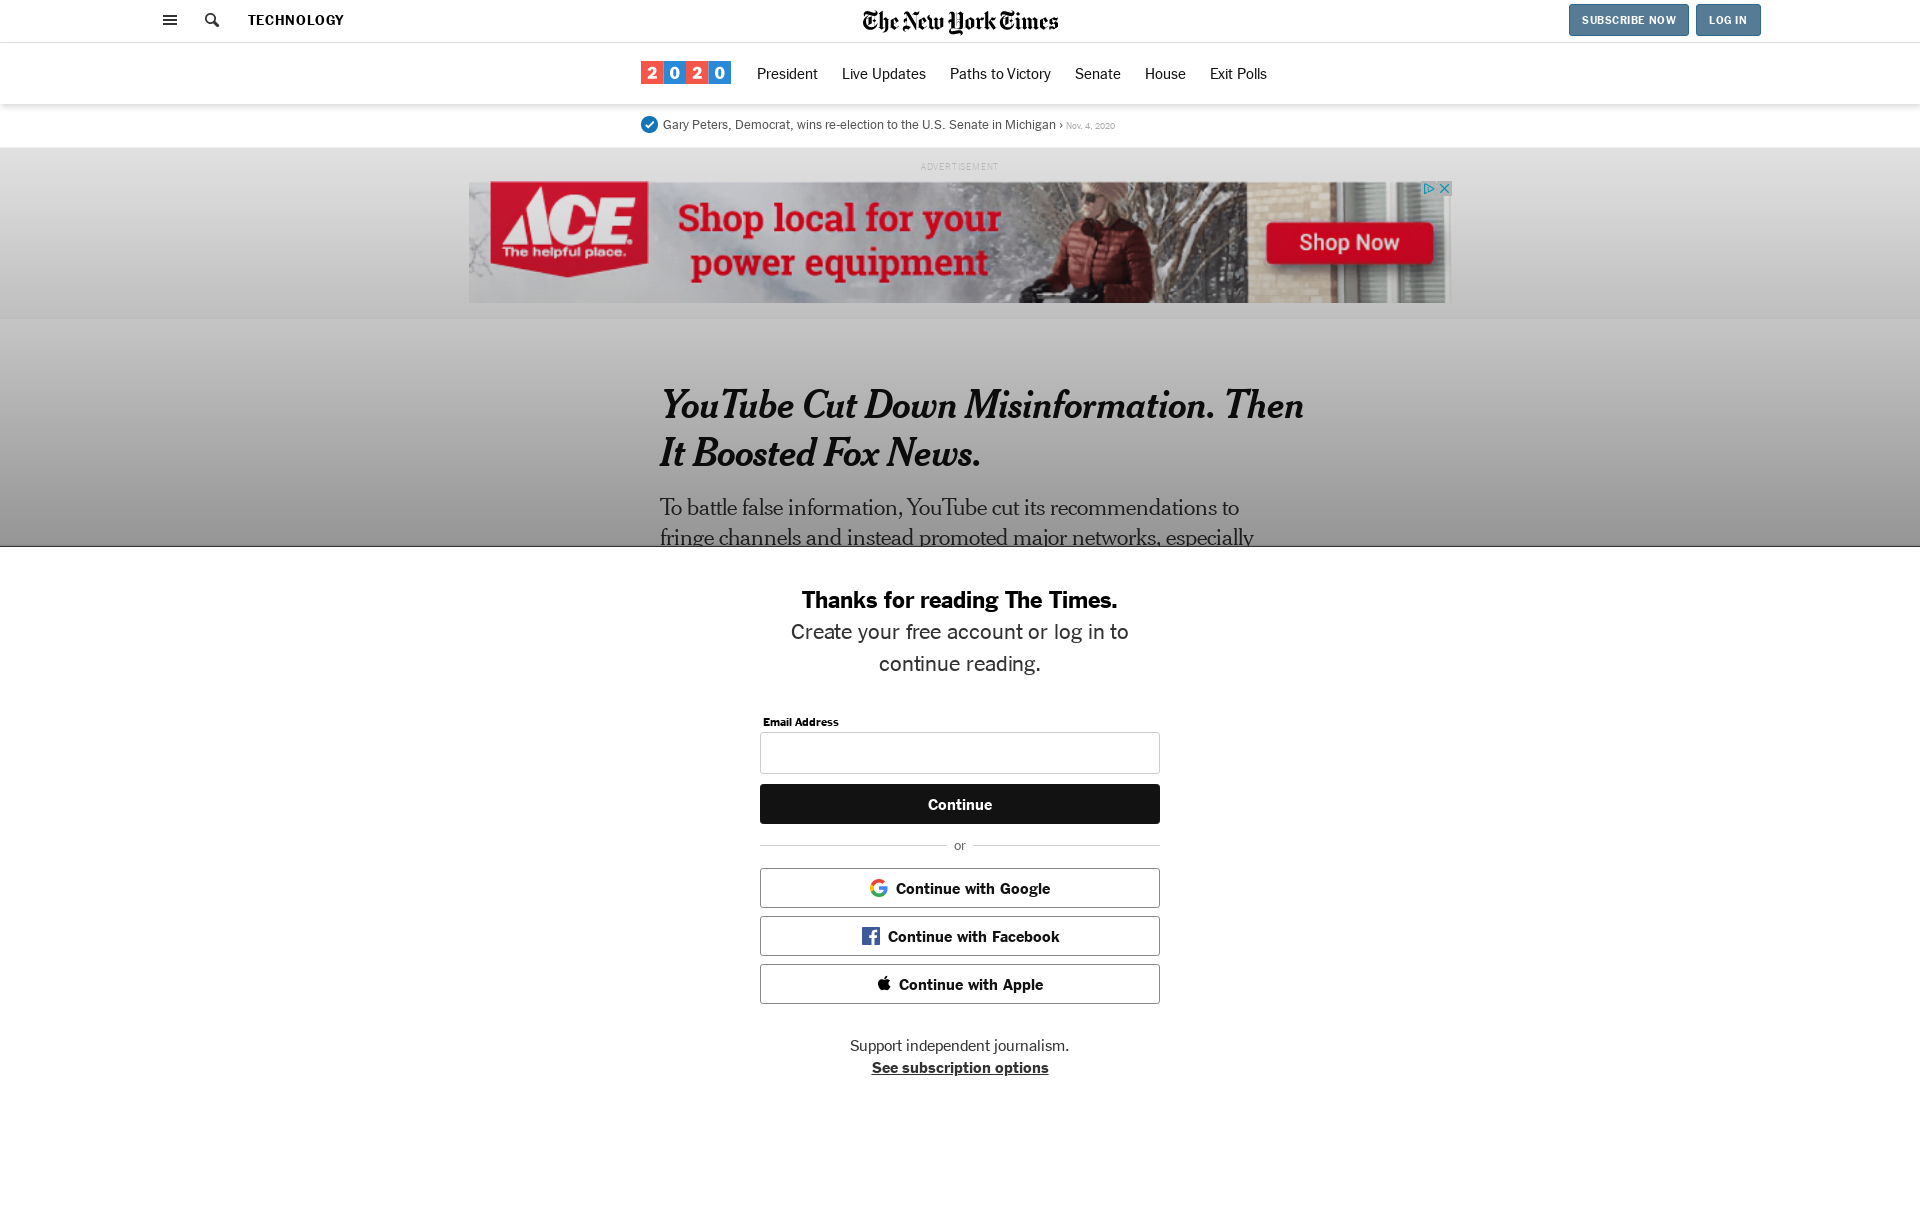 TECHNOLOGY
The New York Times
SUBSCRIBE NOW
LOG IN
2020
President
Live Updates
Paths to Victory
Senate
House
Exit Polls
Gary Peters, Democrat, wins re-election to the U.S. Senate in Michigan › Nov. 4, 2020
ADVERTISEMENT
ACE
The helpful place.
Shop local for your
power equipment
Shop Now
YouTube Cut Down Misinformation. Then
It Boosted Fox News.
To battle false information, YouTube cut its recommendations to
fringe channels and instead promoted major networks, especially
Thanks for reading The Times.
Create your free account or log in to
continue reading.
Email Address
Continue
or
Continue with Google
Continue with Facebook
Continue with Apple
Support independent journalism.
See subscription options